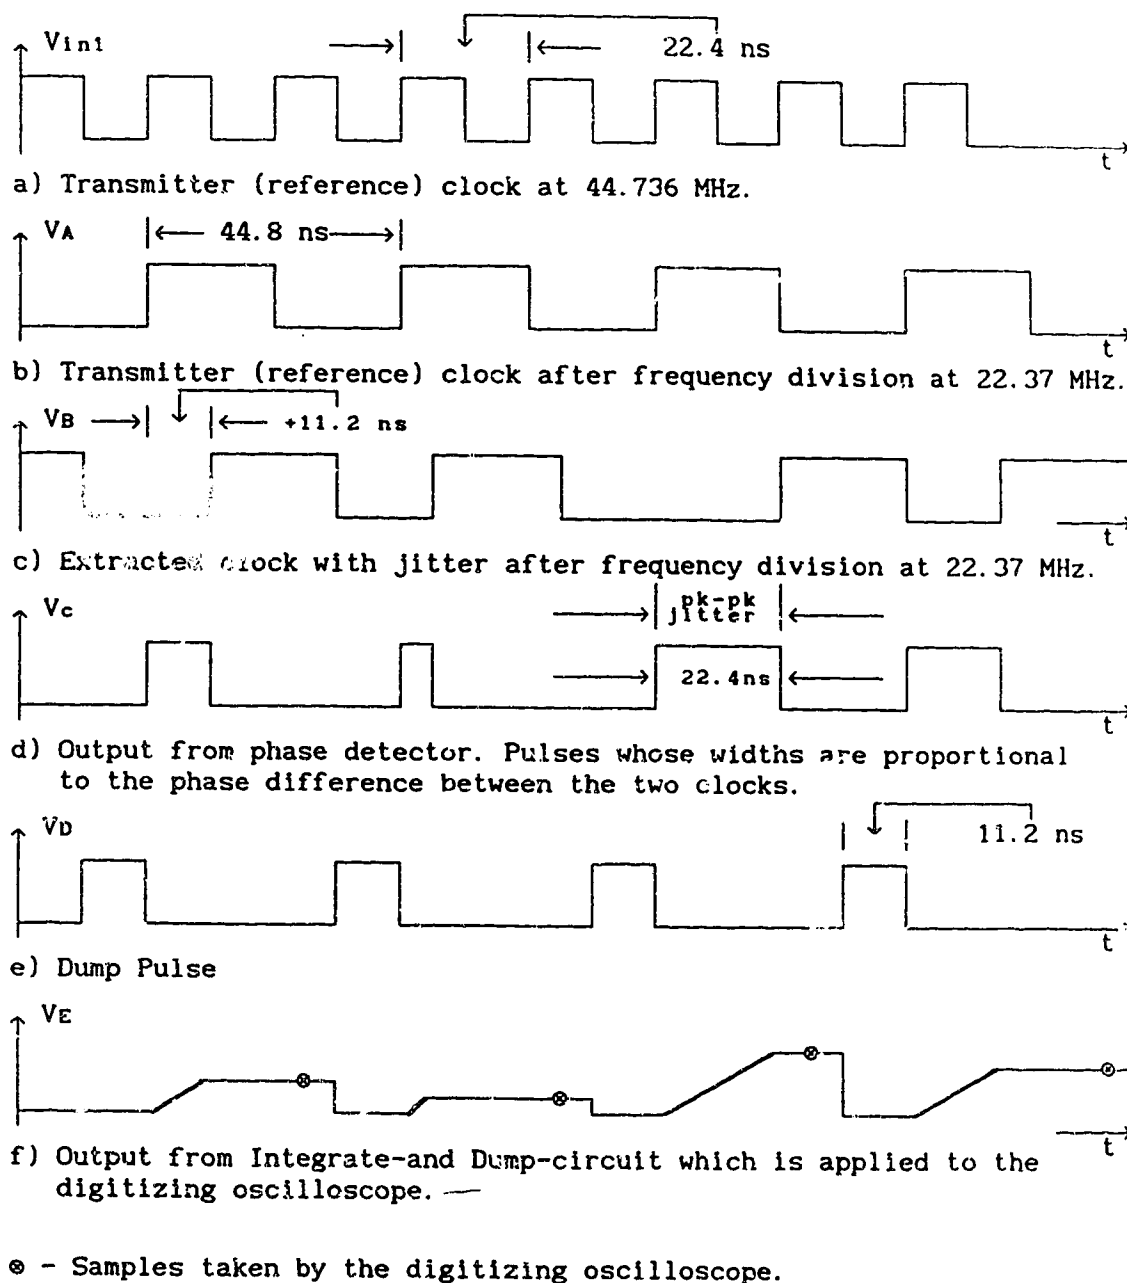 Vin1
22.4 ns
t
a) Transmitter (reference) clock at 44.736 MHz.
VA
44.8 ns
t
b) Transmitter (reference) clock after frequency division at 22.37 MHz.
VB
+11.2 ns
t
c) Extracted clock with jitter after frequency division at 22.37 MHz.
Vc
pk-pk
jitter
22.4ns
t
d) Output from phase detector. Pulses whose widths are proportional
to the phase difference between the two clocks.
VD
11.2 ns
t
e) Dump Pulse
VE
t
f) Output from Integrate-and Dump-circuit which is applied to the
digitizing oscilloscope. —
⊗ - Samples taken by the digitizing oscilloscope.